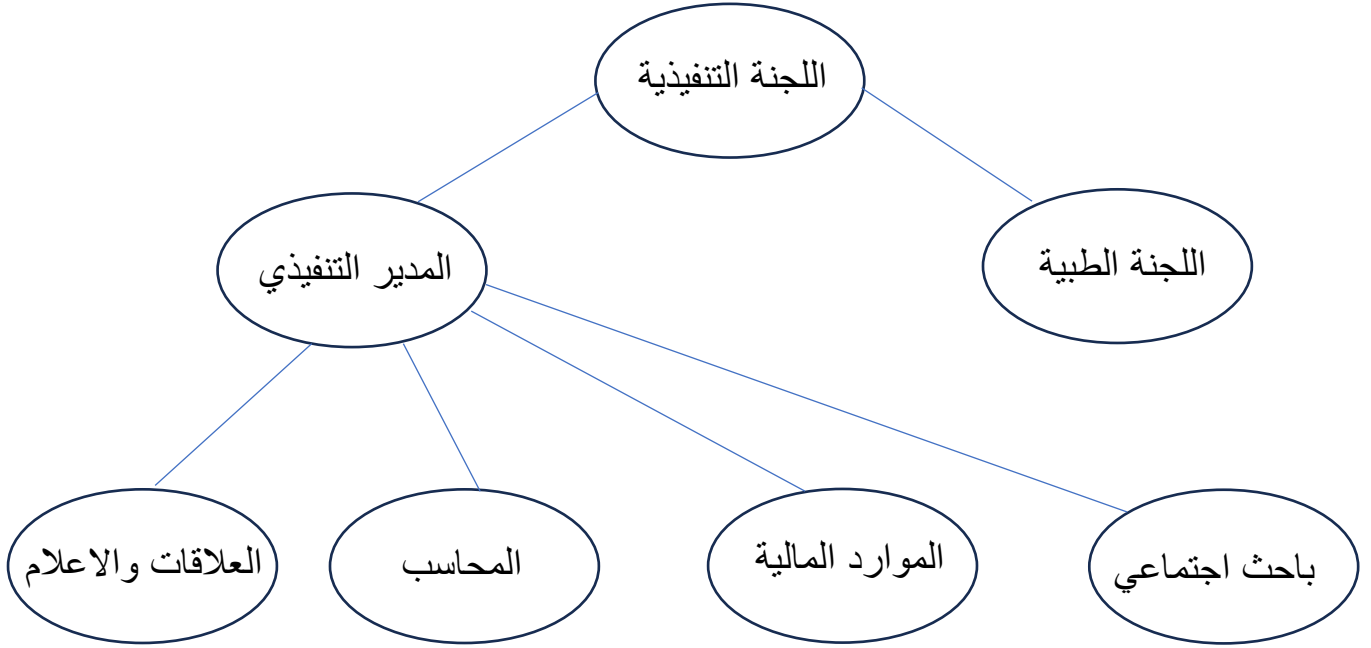 اللجنة التنفيذية
اللجنة الطبية
المدير التنفيذي
باحث اجتماعي
الموارد المالية
المحاسب
العلاقات والاعلام